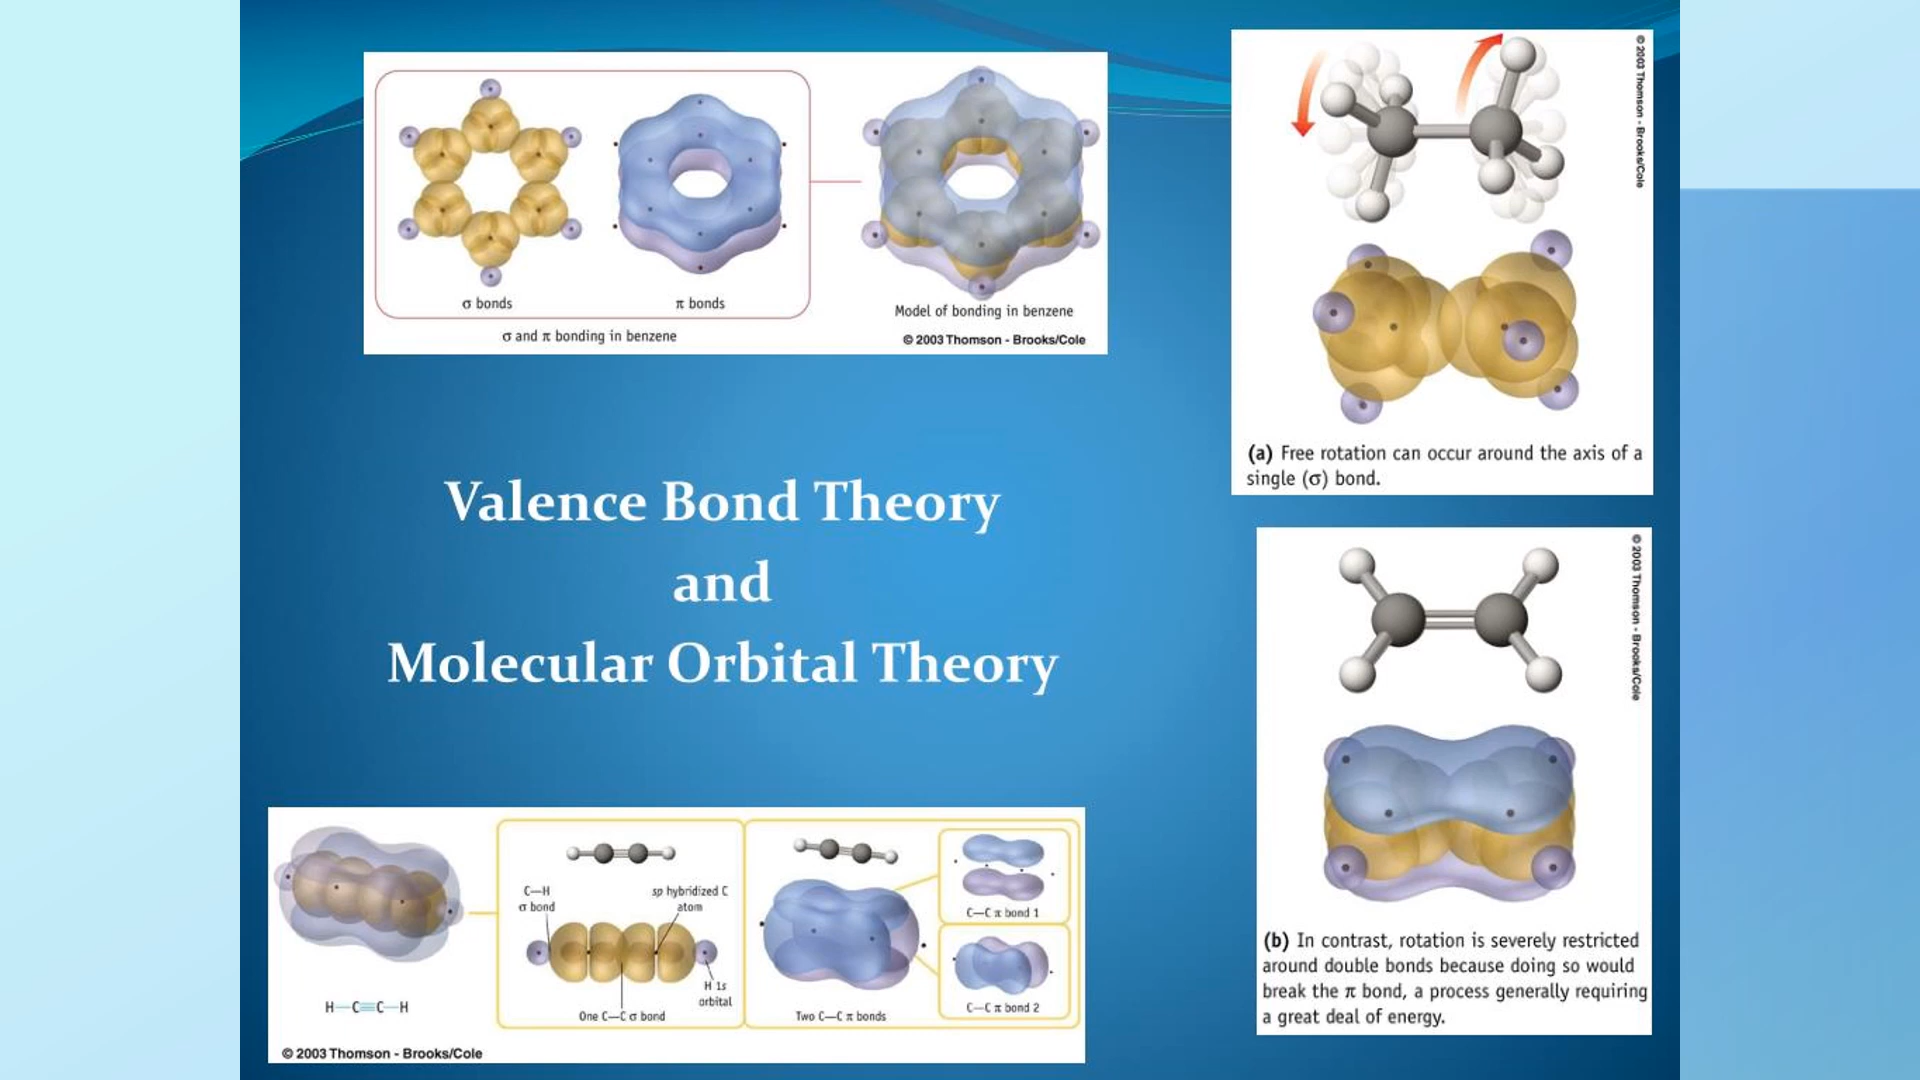 σ bonds
π bonds
σ and π bonding in benzene
Model of bonding in benzene
© 2003 Thomson - Brooks/Cole
© 2003 Thomson - Brooks/Cole
(a) Free rotation can occur around the axis of a
single (σ) bond.
Valence Bond Theory
and
Molecular Orbital Theory
© 2003 Thomson - Brooks/Cole
(b) In contrast, rotation is severely restricted
around double bonds because doing so would
break the π bond, a process generally requiring
a great deal of energy.
H—C≡C—H
C—H
σ bond
sp hybridized C
atom
H 1s
orbital
One C—C σ bond
Two C—C π bonds
C—C π bond 1
C—C π bond 2
© 2003 Thomson - Brooks/Cole